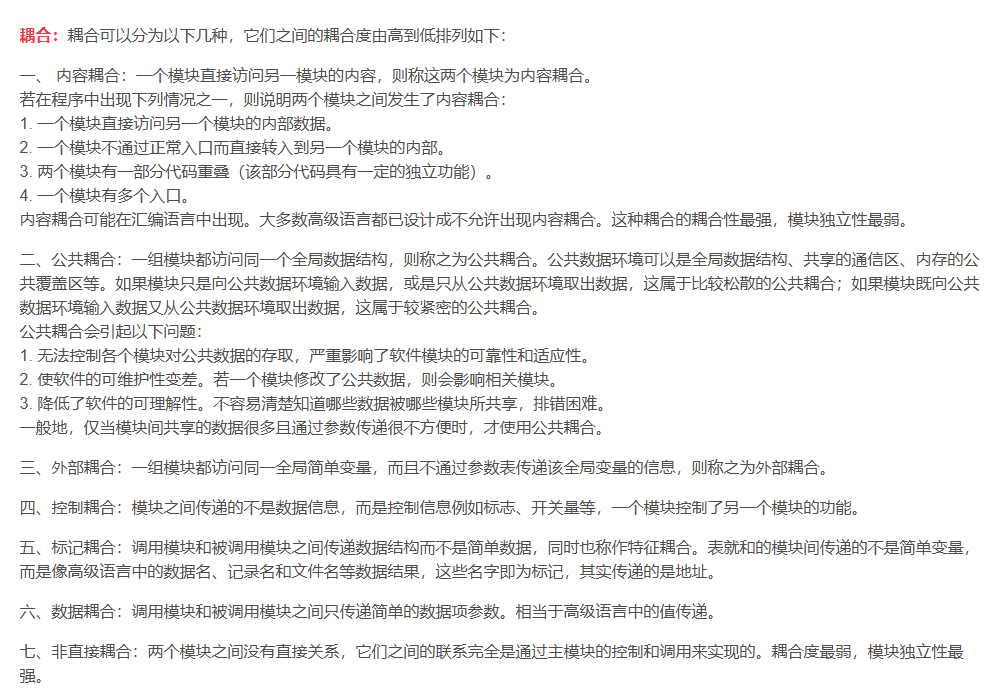 耦合：耦合可以分为以下几种，它们之间的耦合度由高到低排列如下：
一、 内容耦合：一个模块直接访问另一模块的内容，则称这两个模块为内容耦合。
若在程序中出现下列情况之一，则说明两个模块之间发生了内容耦合：
1. 一个模块直接访问另一个模块的内部数据。
2. 一个模块不通过正常入口而直接转入到另一个模块的内部。
3. 两个模块有一部分代码重叠（该部分代码具有一定的独立功能）。
4. 一个模块有多个入口。
内容耦合可能在汇编语言中出现。大多数高级语言都已设计成不允许出现内容耦合。这种耦合的耦合性最强，模块独立性最弱。
二、公共耦合：一组模块都访问同一个全局数据结构，则称之为公共耦合。公共数据环境可以是全局数据结构、共享的通信区、内存的公
共覆盖区等。如果模块只是向公共数据环境输入数据，或是只从公共数据环境取出数据，这属于比较松散的公共耦合；如果模块既向公共
数据环境输入数据又从公共数据环境取出数据，这属于较紧密的公共耦合。
公共耦合会引起以下问题：
1. 无法控制各个模块对公共数据的存取，严重影响了软件模块的可靠性和适应性。
2. 使软件的可维护性变差。若一个模块修改了公共数据，则会影响相关模块。
3. 降低了软件的可理解性。不容易清楚知道哪些数据被哪些模块所共享，排错困难。
一般地，仅当模块间共享的数据很多且通过参数传递很不方便时，才使用公共耦合。
三、外部耦合：一组模块都访问同一全局简单变量，而且不通过参数表传递该全局变量的信息，则称之为外部耦合。
四、控制耦合：模块之间传递的不是数据信息，而是控制信息例如标志、开关量等，一个模块控制了另一个模块的功能。
五、标记耦合：调用模块和被调用模块之间传递数据结构而不是简单数据，同时也称作特征耦合。表就和的模块间传递的不是简单变量，
而是像高级语言中的数据名、记录名和文件名等数据结果，这些名字即为标记，其实传递的是地址。
六、数据耦合：调用模块和被调用模块之间只传递简单的数据项参数。相当于高级语言中的值传递。
七、非直接耦合：两个模块之间没有直接关系，它们之间的联系完全是通过主模块的控制和调用来实现的。耦合度最弱，模块独立性最
强。